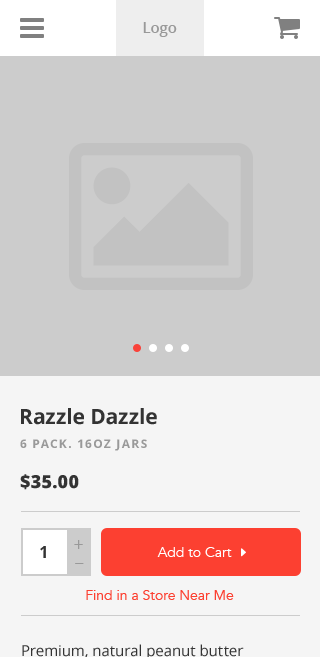 Logo
Razzle Dazzle
6 PACK. 16OZ JARS
$35.00
1
+
−
Add to Cart
Find in a Store Near Me
Premium, natural peanut butter